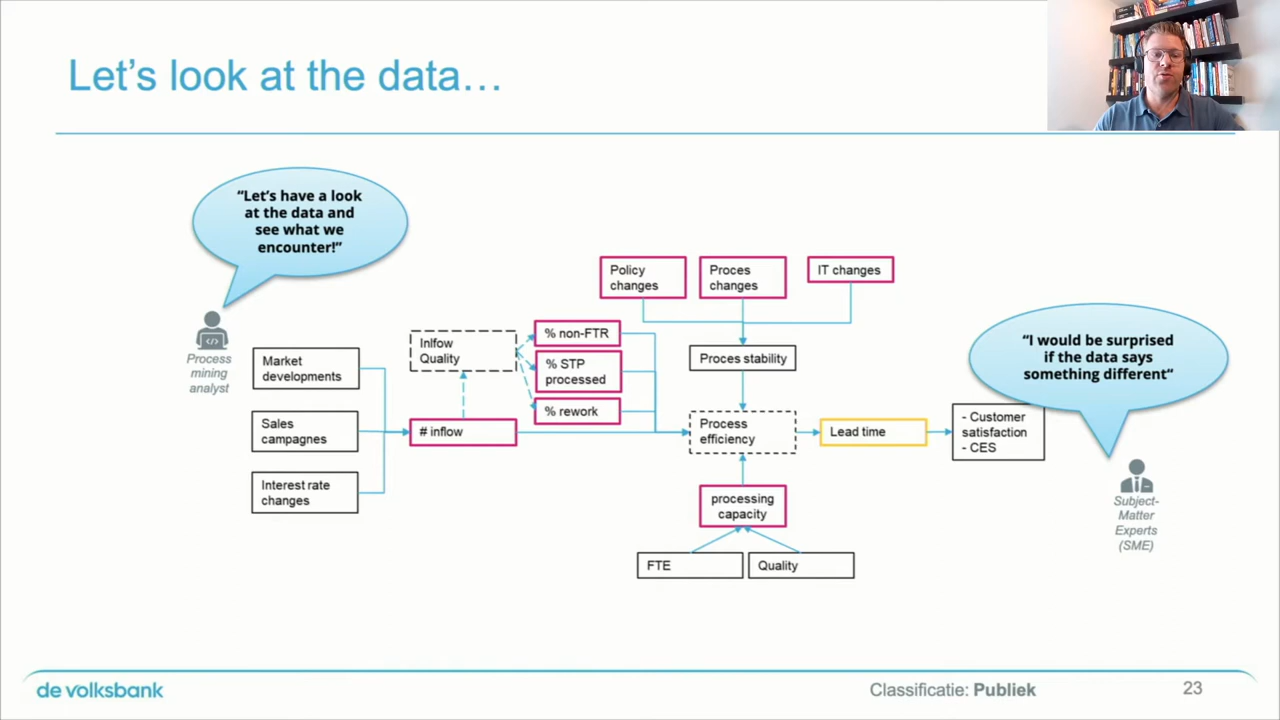 Let's look at the data…
"Let's have a look
at the data and
see what we
encounter!"
Process
mining
analyst
Market
developments
Sales
campagnes
Interest rate
changes
Inlfow
Quality
# inflow
% non-FTR
% STP
processed
% rework
Policy
changes
Proces
changes
IT changes
Proces stability
Process
efficiency
processing
capacity
FTE
Quality
Lead time
- Customer
satisfaction
- CES
"I would be surprised
if the data says
something different"
Subject-
Matter
Experts
(SME)
de volksbank
Classificatie: Publiek
23